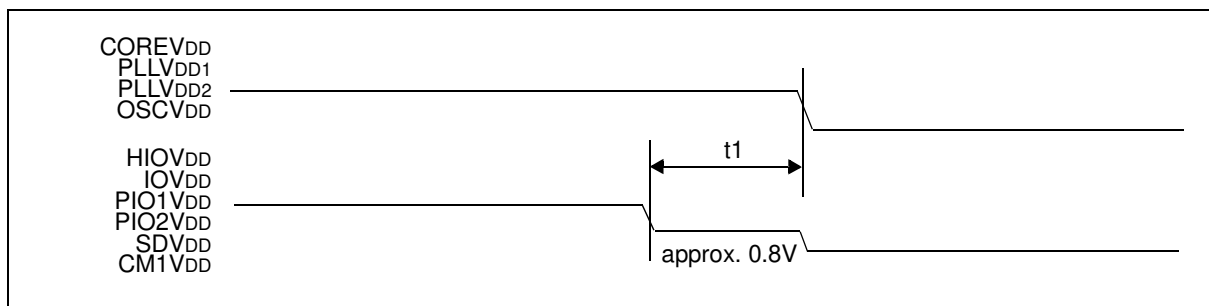 COREVDD
PLLVDD1
PLLVDD2
OSCVDD
HIOVDD
IOVDD
PIO1VDD
PIO2VDD
SDVDD
CM1VDD
t1
approx. 0.8V